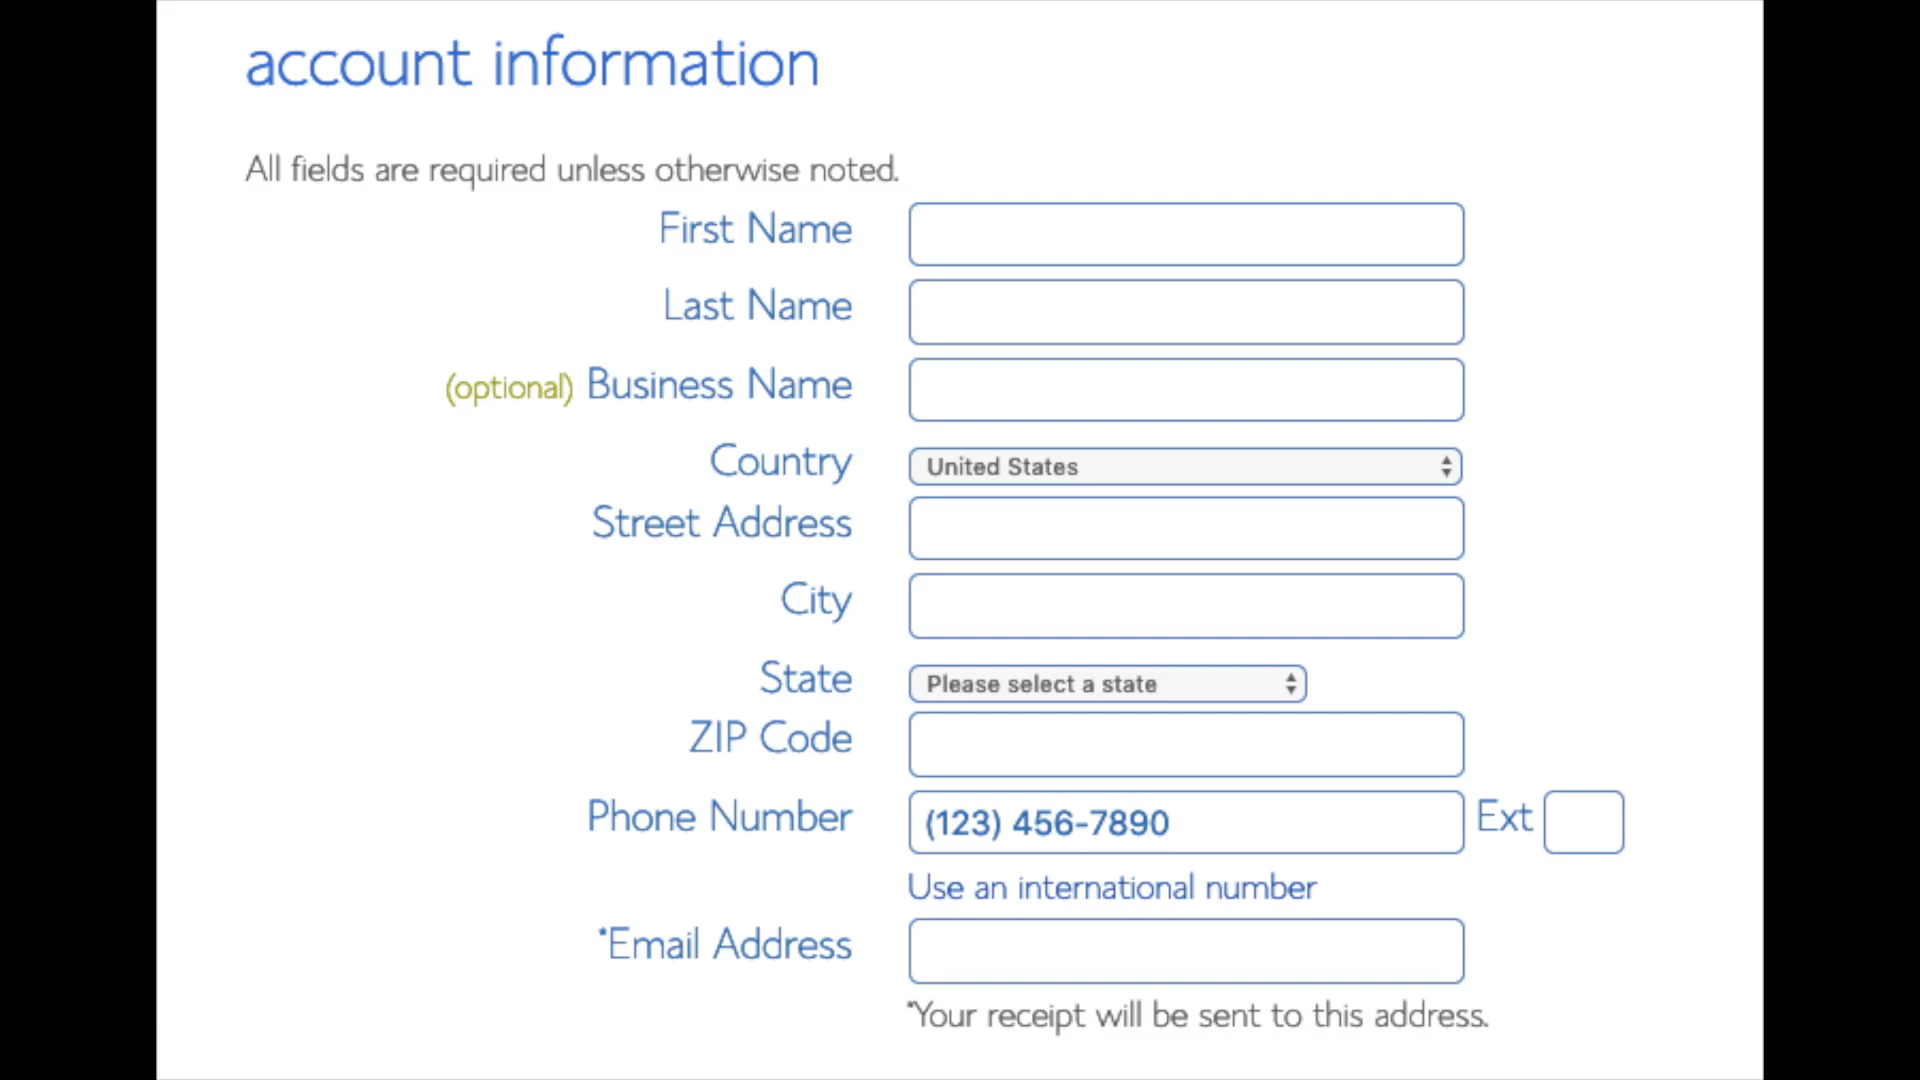 account information
All fields are required unless otherwise noted.
First Name
Last Name
(optional) Business Name
Country United States
Street Address
City
State Please select a state
ZIP Code
Phone Number (123) 456-7890 Ext
Use an international number
*Email Address
*Your receipt will be sent to this address.